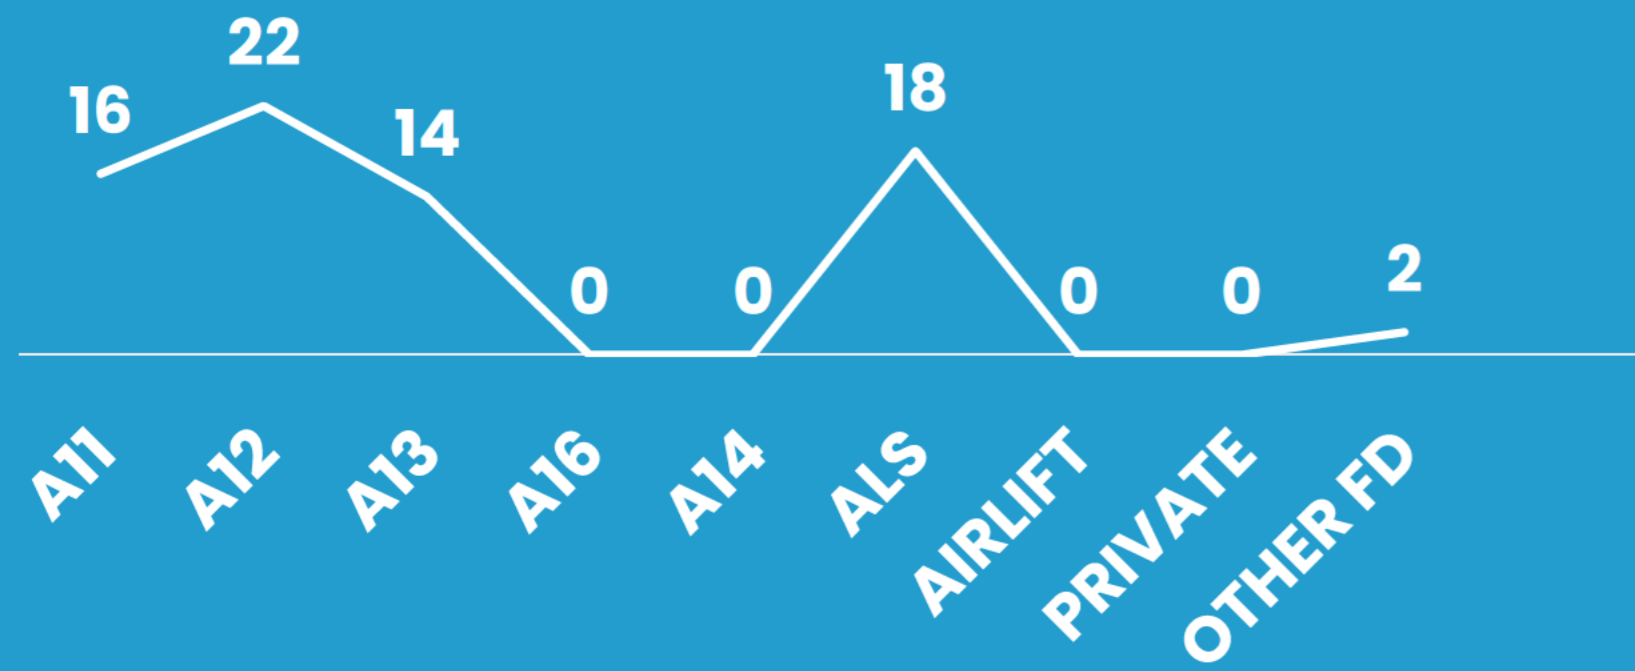 22
18
16
14
0
0
0
0
2
A11
A12
A13
A16
A14
ALS
AIRLIFT
PRIVATE
OTHER FD